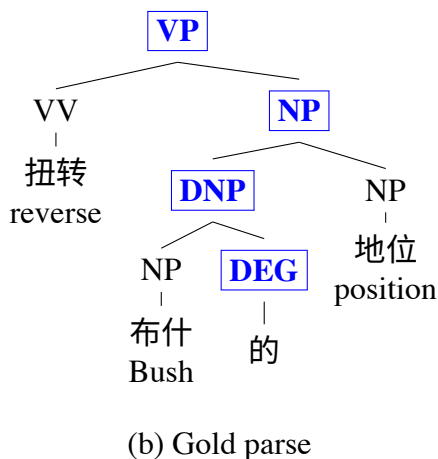 VP
VV NP
扭转
reverse
DNP NP
地位
position
NP DEG
布什 的
Bush
(b) Gold parse